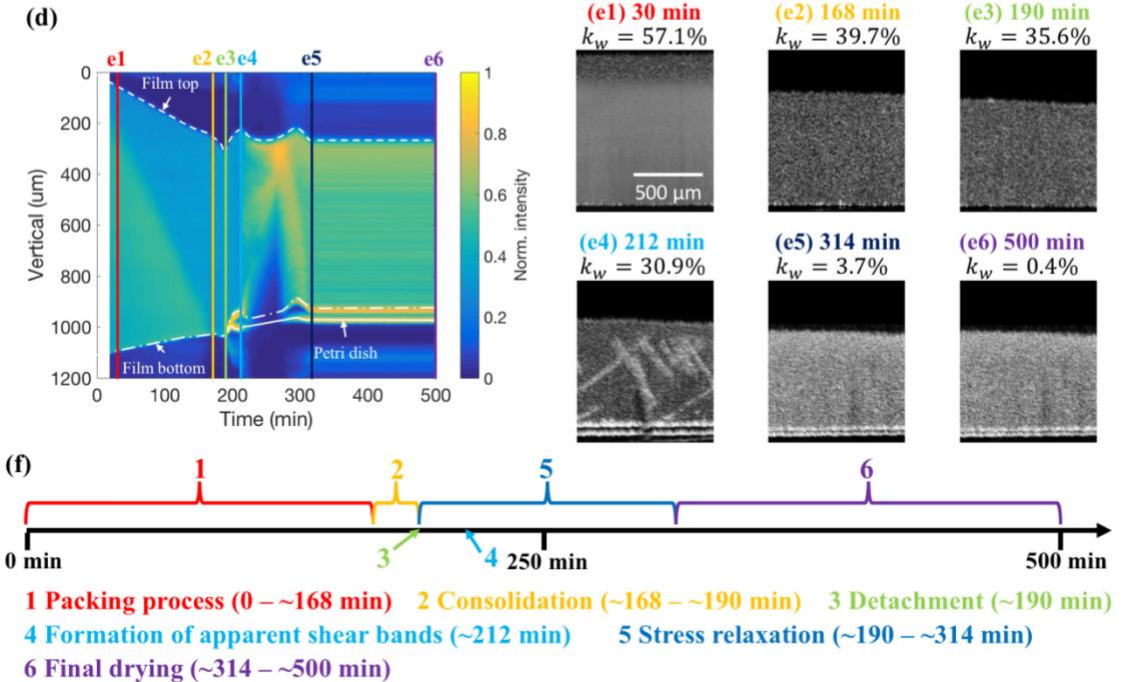 (d)
e1 e2 e3 e4 e5 e6
Film top
Film bottom
Petri dish
0
200
400
600
800
1000
1200
Vertical (um)
0 100 200 300 400 500
Time (min)
1
0.8
0.6
0.4
0.2
0
Norm. intensity
(e1) 30 min
k_w = 57.1%
500 μm
(e2) 168 min
k_w = 39.7%
(e3) 190 min
k_w = 35.6%
(e4) 212 min
k_w = 30.9%
(e5) 314 min
k_w = 3.7%
(e6) 500 min
k_w = 0.4%
(f)
1 2 5 6
3 4
0 min 250 min 500 min
1 Packing process (0 – ~168 min) 2 Consolidation (~168 – ~190 min) 3 Detachment (~190 min)
4 Formation of apparent shear bands (~212 min) 5 Stress relaxation (~190 – ~314 min)
6 Final drying (~314 – ~500 min)